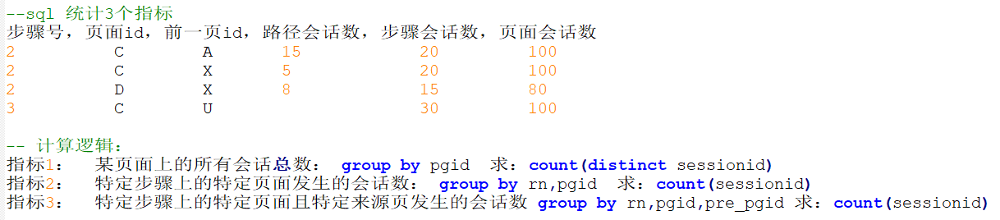 --sql 统计3个指标
步骤号，页面id，前一页id，路径会话数，步骤会话数，页面会话数
2 C A 15 20 100
2 C X 5 20 100
2 D X 8 15 80
3 C U 30 100
-- 计算逻辑：
指标1： 某页面上的所有会话总数： group by pgid 求：count(distinct sessionid)
指标2： 特定步骤上的特定页面发生的会话数： group by rn,pgid 求：count(sessionid)
指标3： 特定步骤上的特定页面且特定来源页发生的会话数 group by rn,pgid,pre_pgid 求：count(sessionid)